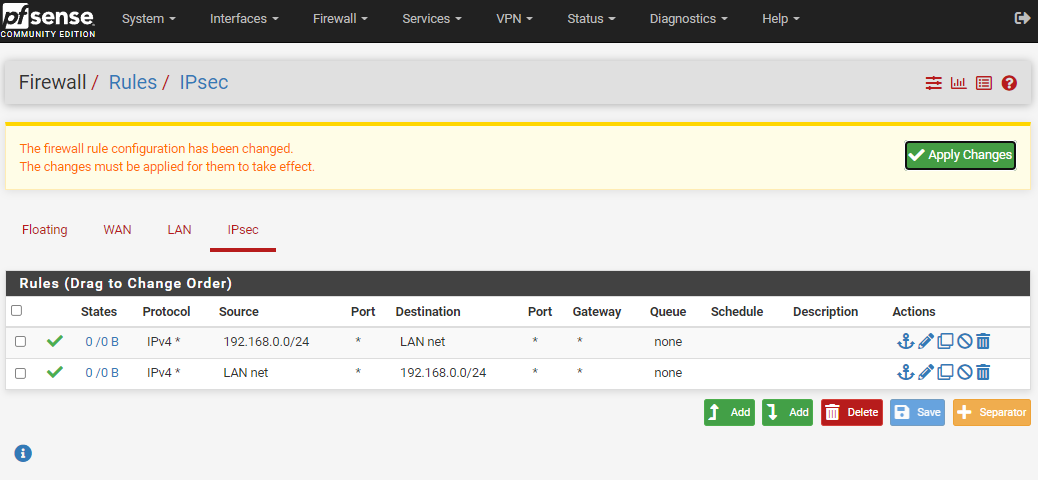 pfsense
COMMUNITY EDITION
System Interfaces Firewall Services VPN Status Diagnostics Help
Firewall / Rules / IPsec
The firewall rule configuration has been changed.
The changes must be applied for them to take effect.
Apply Changes
Floating WAN LAN IPsec
Rules (Drag to Change Order)
States Protocol Source Port Destination Port Gateway Queue Schedule Description Actions
0 /0 B IPv4 * 192.168.0.0/24 * LAN net * * none
0 /0 B IPv4 * LAN net * 192.168.0.0/24 * * none
Add Add Delete Save Separator